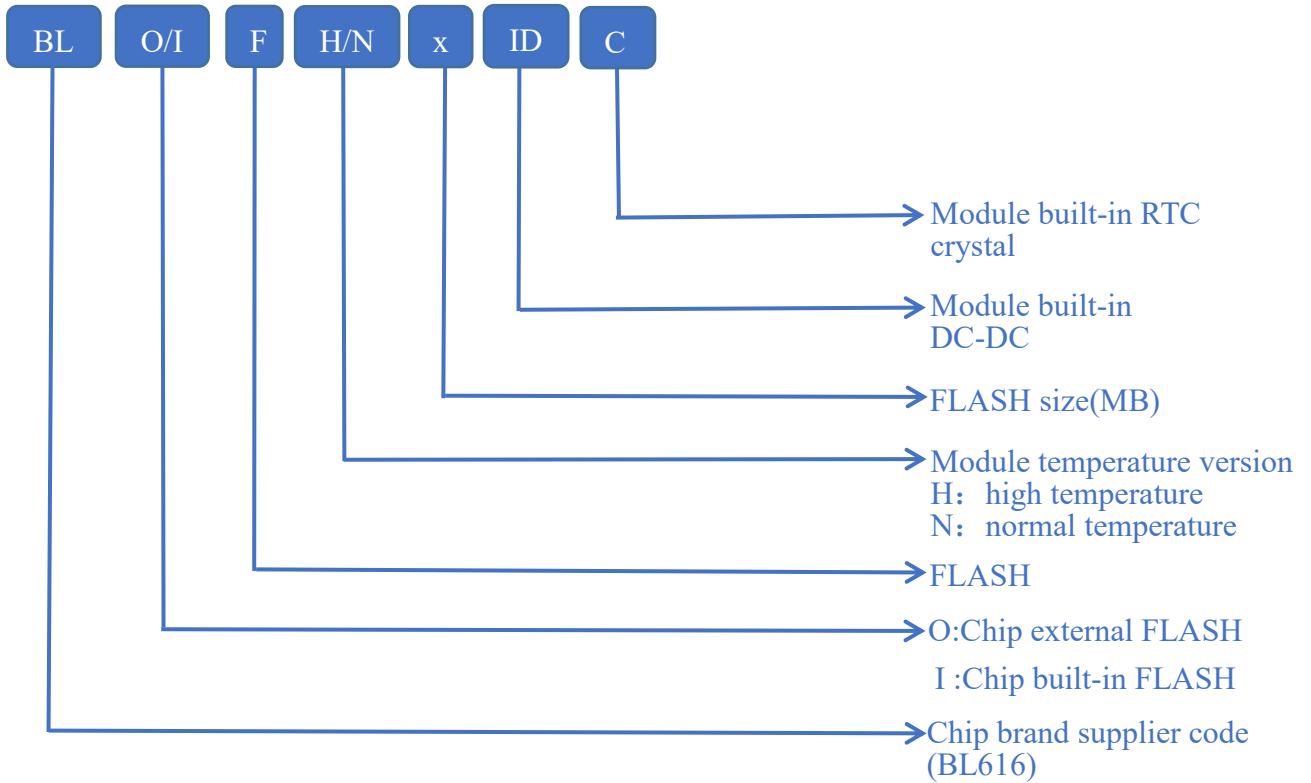 BL O/I F H/N x ID C
Module built-in RTC
crystal
Module built-in
DC-DC
FLASH size(MB)
Module temperature version
H： high temperature
N： normal temperature
FLASH
O:Chip external FLASH
I :Chip built-in FLASH
Chip brand supplier code
(BL616)